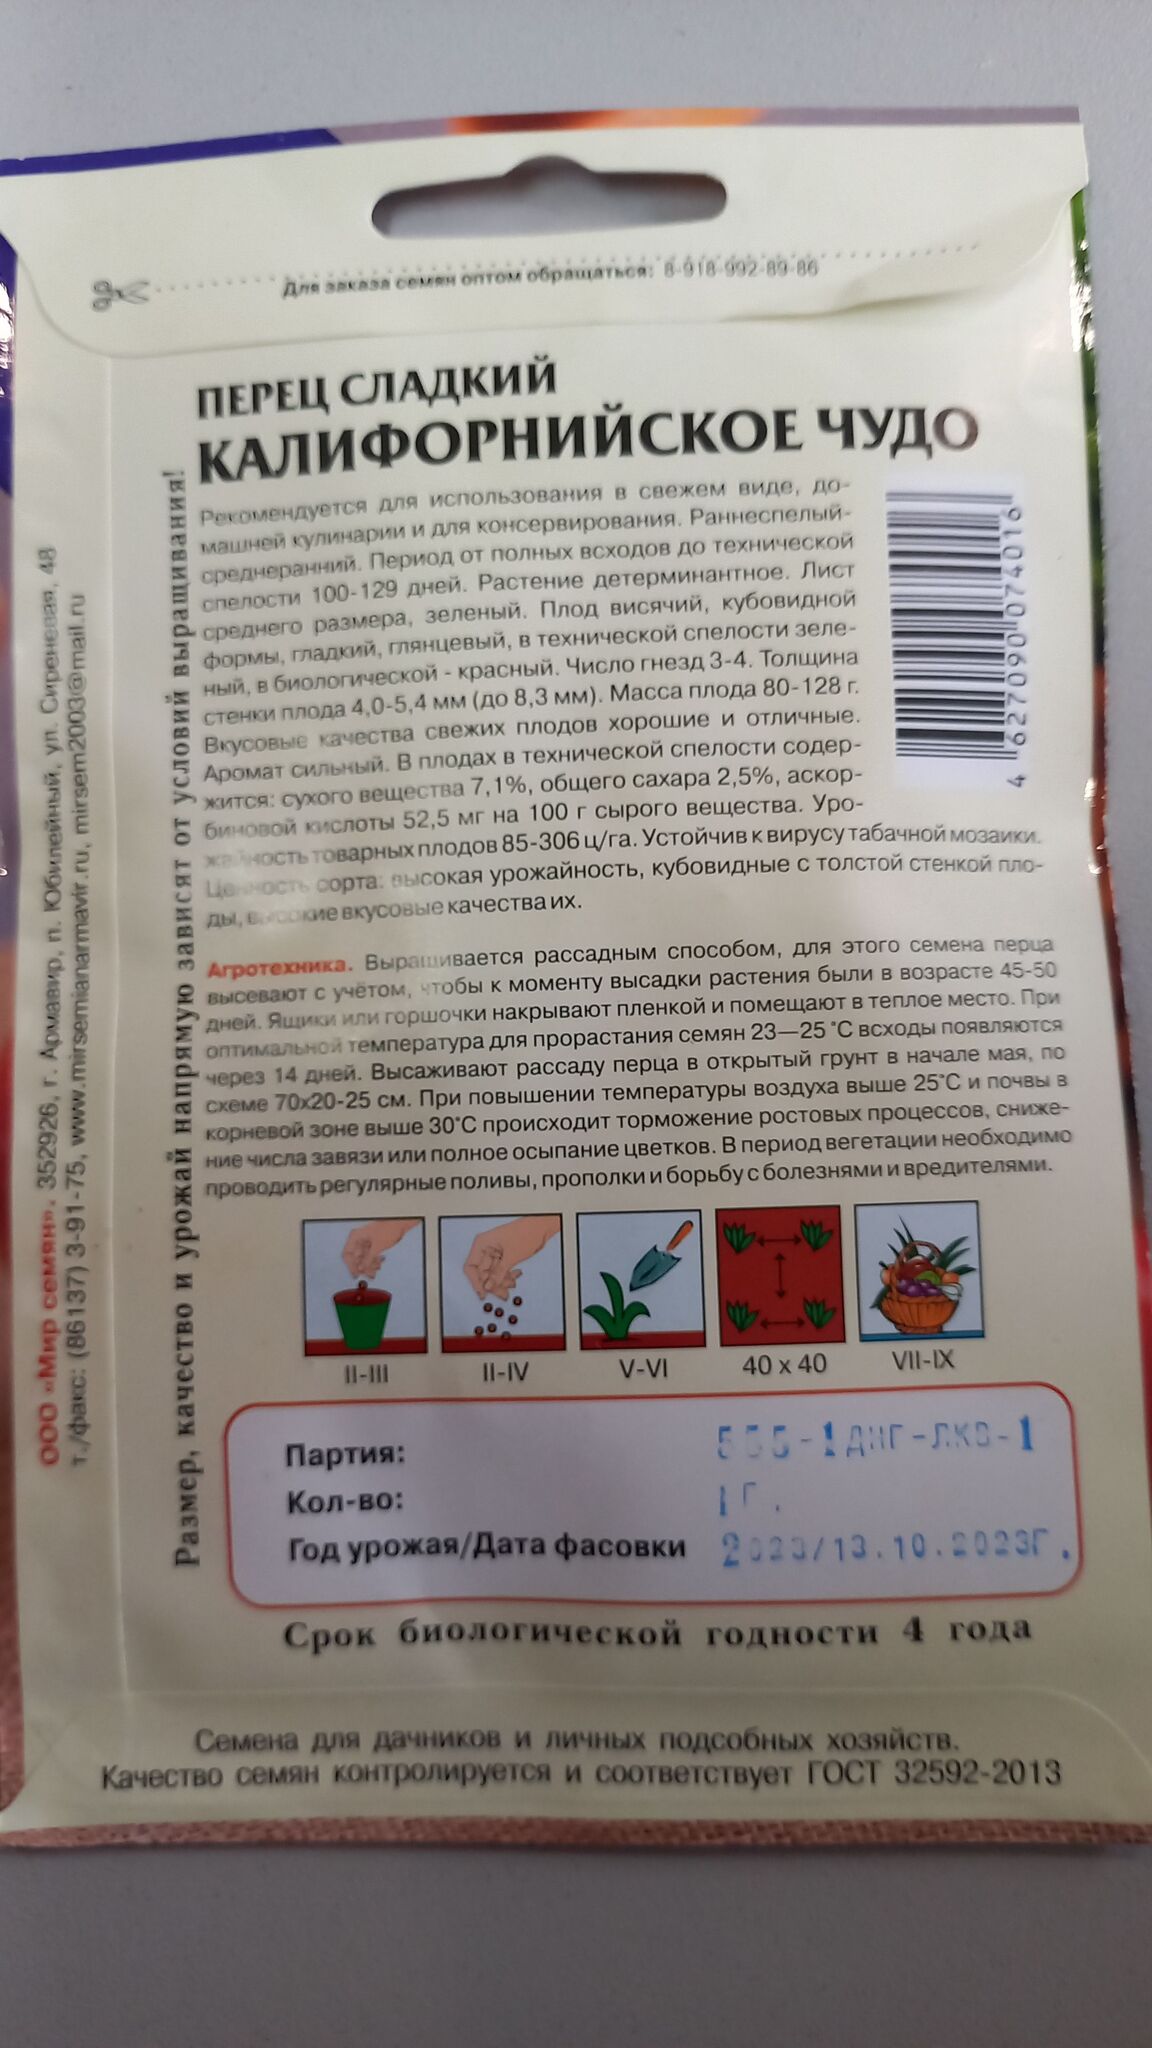 Для заказа семян оптом обращаться: 8-918-992-89-86
ПЕРЕЦ СЛАДКИЙ
КАЛИФОРНИЙСКОЕ ЧУДО
Рекомендуется для использования в свежем виде, до-
машней кулинарии и для консервирования. Раннеспелый-
среднеранний. Период от полных всходов до технической
спелости 100-129 дней. Растение детерминантное. Лист
среднего размера, зеленый. Плод висячий, кубовидной
формы, гладкий, глянцевый, в технической спелости зеле-
ный, в биологической - красный. Число гнезд 3-4. Толщина
стенки плода 4,0-5,4 мм (до 8,3 мм). Масса плода 80-128 г.
Вкусовые качества свежих плодов хорошие и отличные.
Аромат сильный. В плодах в технической спелости содер-
жится: сухого вещества 7,1%, общего сахара 2,5%, аскор-
биновой кислоты 52,5 мг на 100 г сырого вещества. Уро-
жайность товарных плодов 85-306 ц/га. Устойчив к вирусу табачной мозаики.
Ценность сорта: высокая урожайность, кубовидные с толстой стенкой пло-
ды, высокие вкусовые качества их.
4 627090 074016
Агротехника. Выращивается рассадным способом, для этого семена перца
высевают с учётом, чтобы к моменту высадки растения были в возрасте 45-50
дней. Ящики или горшочки накрывают пленкой и помещают в теплое место. При
оптимальной температура для прорастания семян 23—25 °С всходы появляются
через 14 дней. Высаживают рассаду перца в открытый грунт в начале мая, по
схеме 70х20-25 см. При повышении температуры воздуха выше 25°С и почвы в
корневой зоне выше 30°С происходит торможение ростовых процессов, сниже-
ние числа завязи или полное осыпание цветков. В период вегетации необходимо
проводить регулярные поливы, прополки и борьбу с болезнями и вредителями.
II-III
II-IV
V-VI
40 х 40
VII-IX
Партия:
Кол-во: 1 Г.
Год урожая/Дата фасовки 2023/13.10.2023Г.
Срок биологической годности 4 года
Семена для дачников и личных подсобных хозяйств.
Качество семян контролируется и соответствует ГОСТ 32592-2013
Размер, качество и урожай напрямую зависят от условий выращивания!
ООО «Мир семян», 352926, г. Армавир, п. Юбилейный, ул. Сиреневая, 48
т./факс: (86137) 3-91-75, www.mirsemianarmavir.ru, mirsem2003@mail.ru